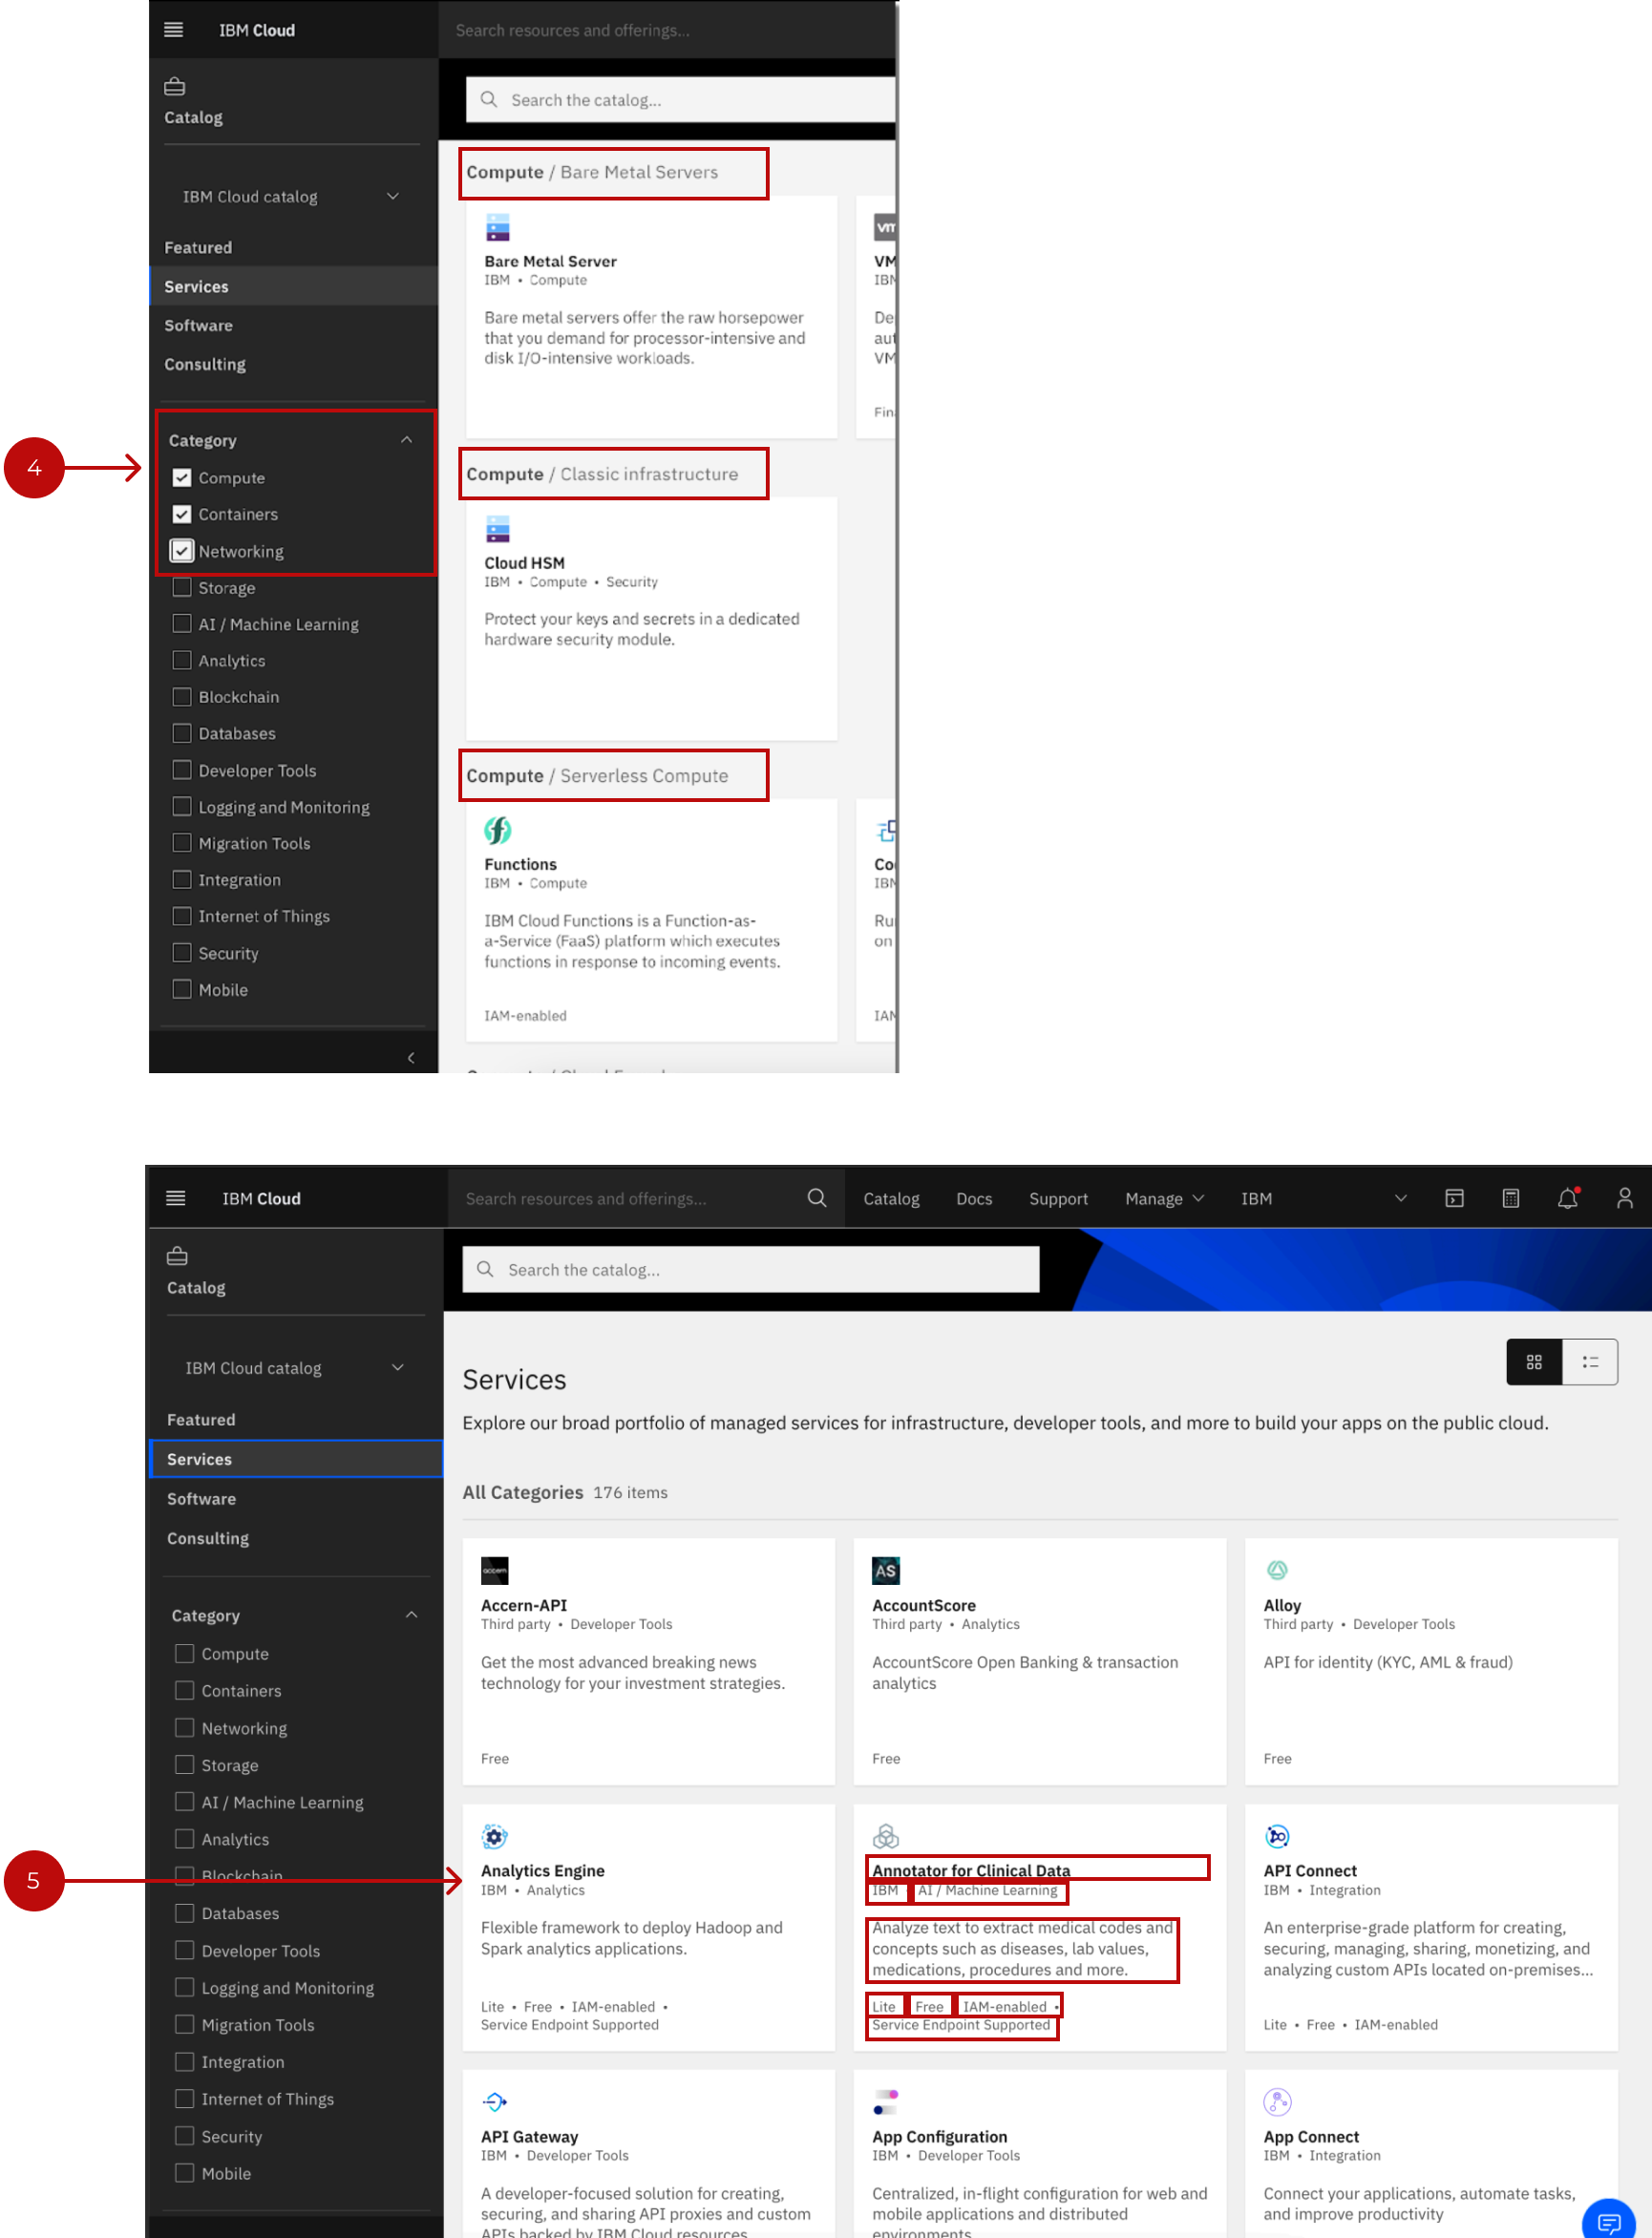 IBM Cloud
Search resources and offerings...
Catalog
Search the catalog...
IBM Cloud catalog
Featured
Services
Software
Consulting
4
Category
Compute
Containers
Networking
Storage
AI / Machine Learning
Analytics
Blockchain
Databases
Developer Tools
Logging and Monitoring
Migration Tools
Integration
Internet of Things
Security
Mobile
Compute / Bare Metal Servers
Bare Metal Server
IBM • Compute
Bare metal servers offer the raw horsepower
that you demand for processor-intensive and
disk I/O-intensive workloads.
vm
VM
IBM
De
aut
VM
Fin
Compute / Classic infrastructure
Cloud HSM
IBM • Compute • Security
Protect your keys and secrets in a dedicated
hardware security module.
Compute / Serverless Compute
Functions
IBM • Compute
IBM Cloud Functions is a Function-as-
a-Service (FaaS) platform which executes
functions in response to incoming events.
IAM-enabled
Co
IBM
Ru
on
IAM
IBM Cloud
Search resources and offerings...
Catalog
Docs
Support
Manage
IBM
Catalog
Search the catalog...
IBM Cloud catalog
Featured
Services
Software
Consulting
Category
Compute
Containers
Networking
Storage
AI / Machine Learning
Analytics
Blockchain
5
Databases
Developer Tools
Logging and Monitoring
Migration Tools
Integration
Internet of Things
Security
Mobile
Services
Explore our broad portfolio of managed services for infrastructure, developer tools, and more to build your apps on the public cloud.
All Categories 176 items
accern
Accern-API
Third party • Developer Tools
Get the most advanced breaking news
technology for your investment strategies.
Free
AS
AccountScore
Third party • Analytics
AccountScore Open Banking & transaction
analytics
Free
Alloy
Third party • Developer Tools
API for identity (KYC, AML & fraud)
Free
Analytics Engine
IBM • Analytics
Flexible framework to deploy Hadoop and
Spark analytics applications.
Lite • Free • IAM-enabled •
Service Endpoint Supported
Annotator for Clinical Data
IBM AI / Machine Learning
Analyze text to extract medical codes and
concepts such as diseases, lab values,
medications, procedures and more.
Lite Free IAM-enabled •
Service Endpoint Supported
API Connect
IBM • Integration
An enterprise-grade platform for creating,
securing, managing, sharing, monetizing, and
analyzing custom APIs located on-premises...
Lite • Free • IAM-enabled
API Gateway
IBM • Developer Tools
A developer-focused solution for creating,
securing, and sharing API proxies and custom
APIs backed by IBM Cloud resources
App Configuration
IBM • Developer Tools
Centralized, in-flight configuration for web and
mobile applications and distributed
environments
App Connect
IBM • Integration
Connect your applications, automate tasks,
and improve productivity